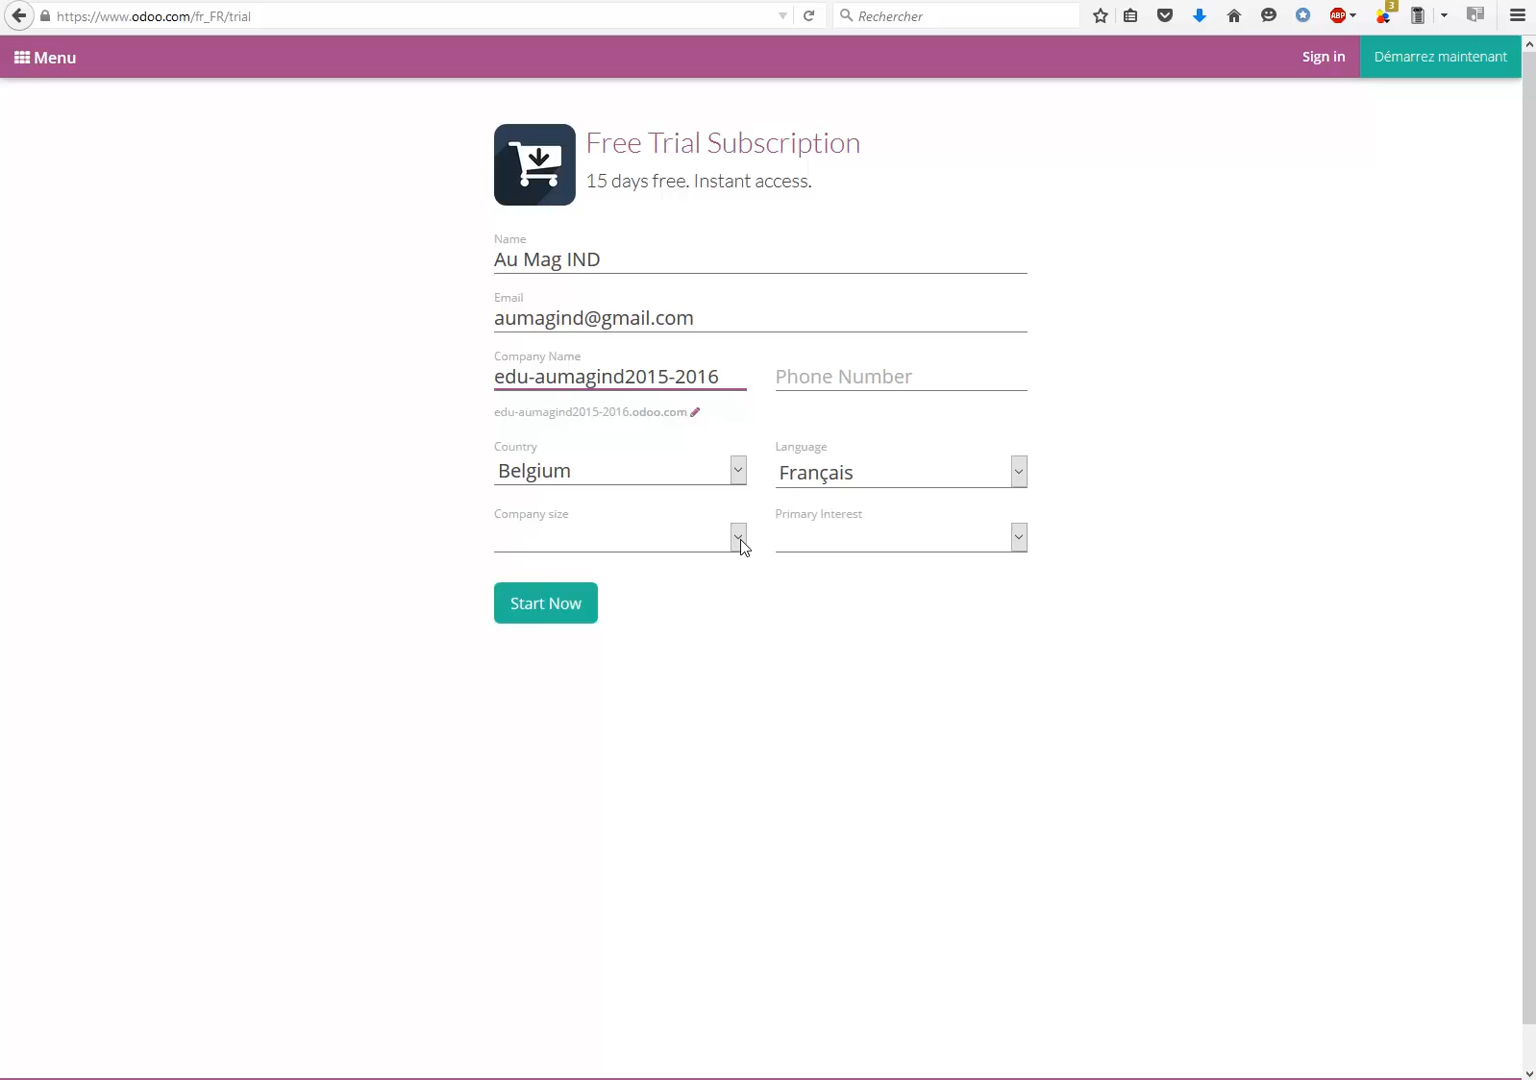 https://www.odoo.com/fr_FR/trial
Rechercher
ABP
3
Menu
Sign in
Démarrez maintenant
Free Trial Subscription
15 days free. Instant access.
Name
Au Mag IND
Email
aumagind@gmail.com
Company Name
edu-aumagind2015-2016
Phone Number
edu-aumagind2015-2016.odoo.com
Country
Language
Belgium
Français
Company size
Primary Interest
Start Now